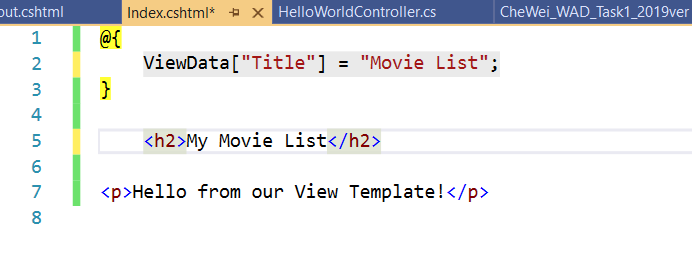 out.cshtml Index.cshtml* HelloWorldController.cs CheWei_WAD_Task1_2019ver
1 @{
2 ViewData["Title"] = "Movie List";
3 }
4
5 <h2>My Movie List</h2>
6
7 <p>Hello from our View Template!</p>
8